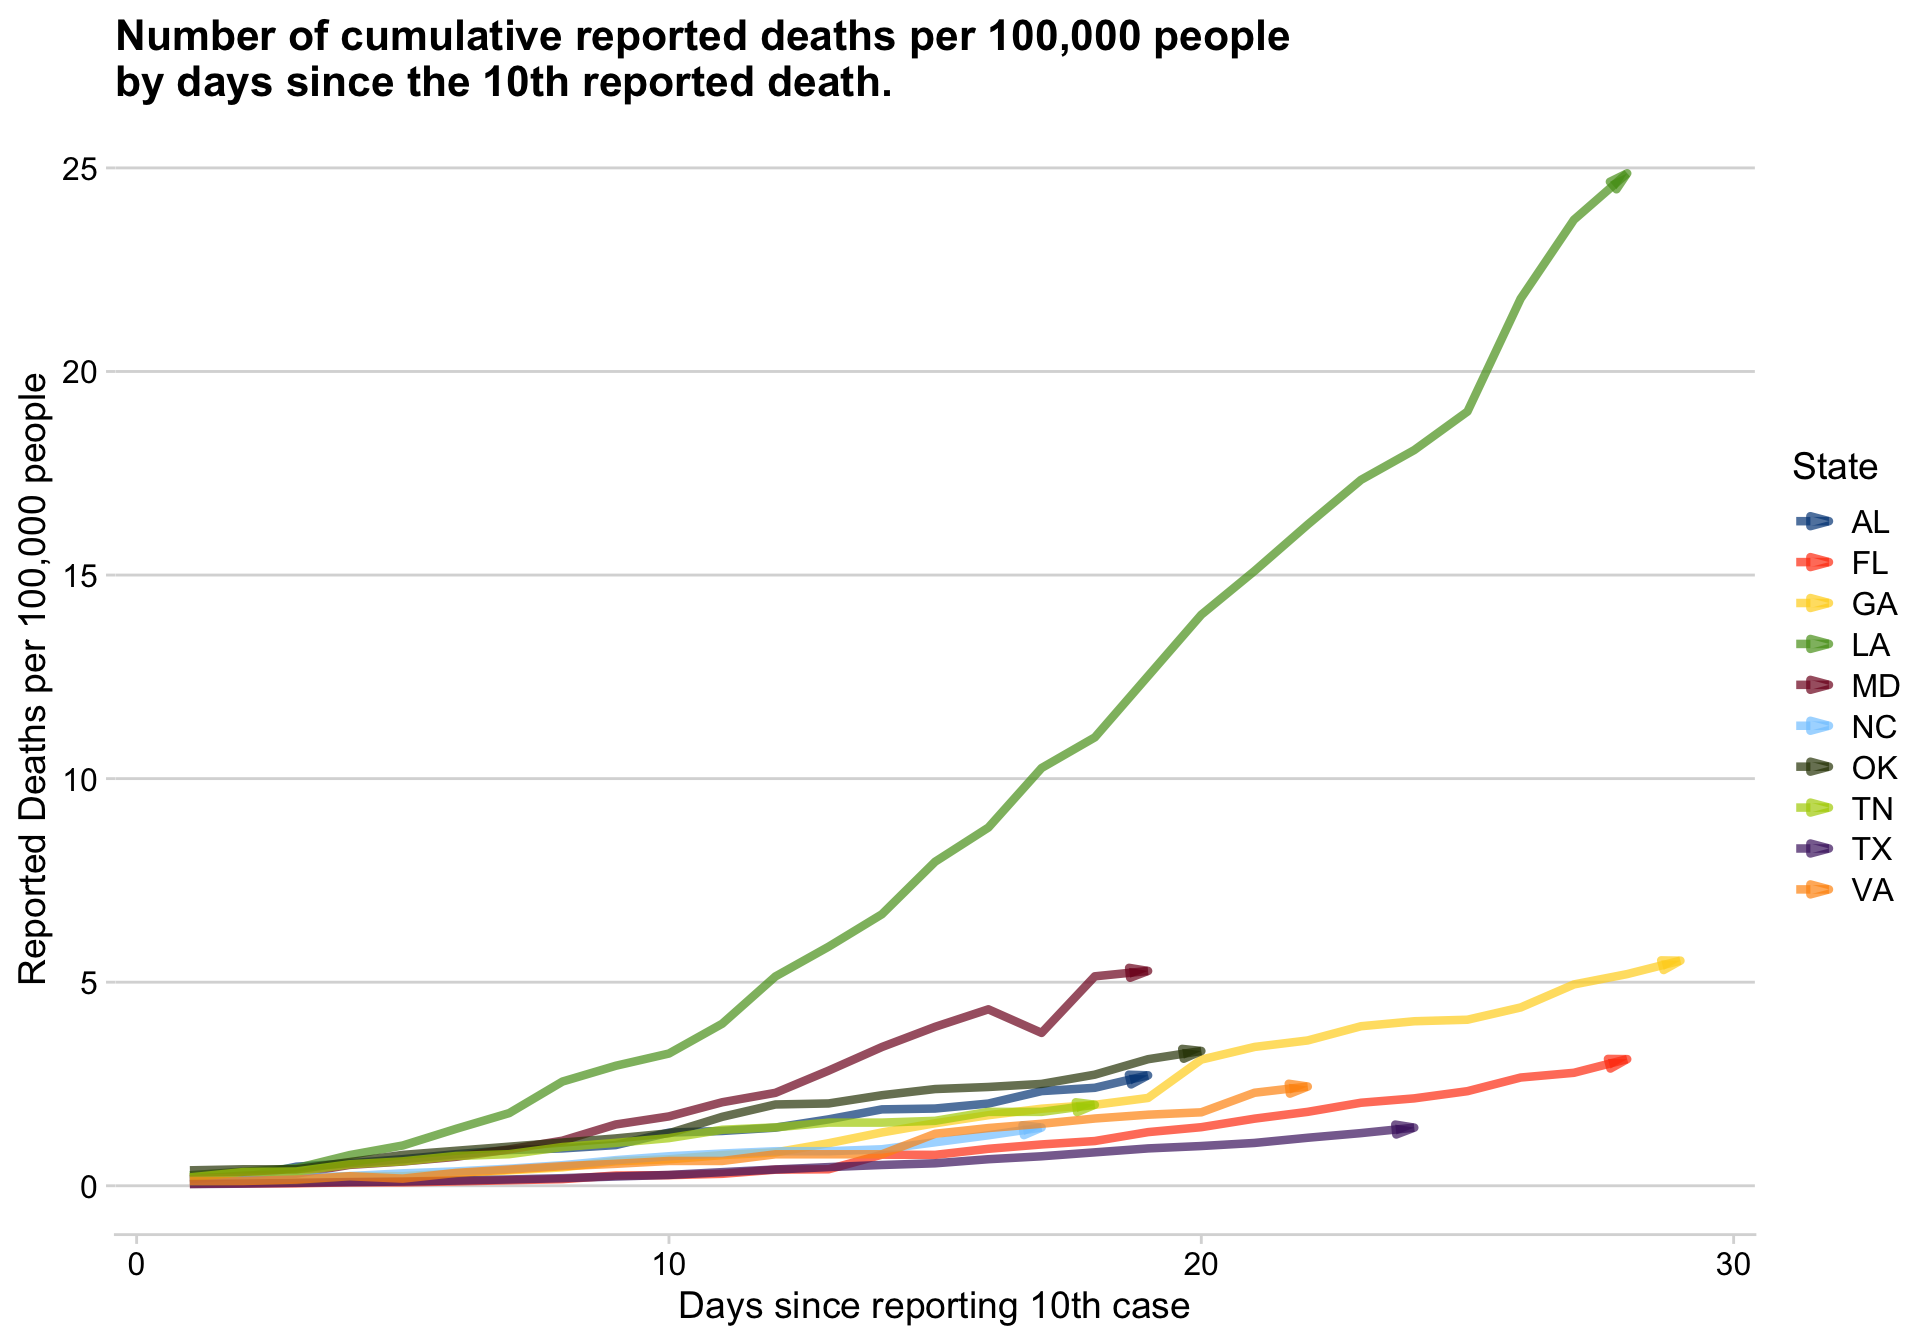 Number of cumulative reported deaths per 100,000 people
by days since the 10th reported death.
Reported Deaths per 100,000 people
25
20
15
10
5
0
0 10 20 30
Days since reporting 10th case
State
AL
FL
GA
LA
MD
NC
OK
TN
TX
VA